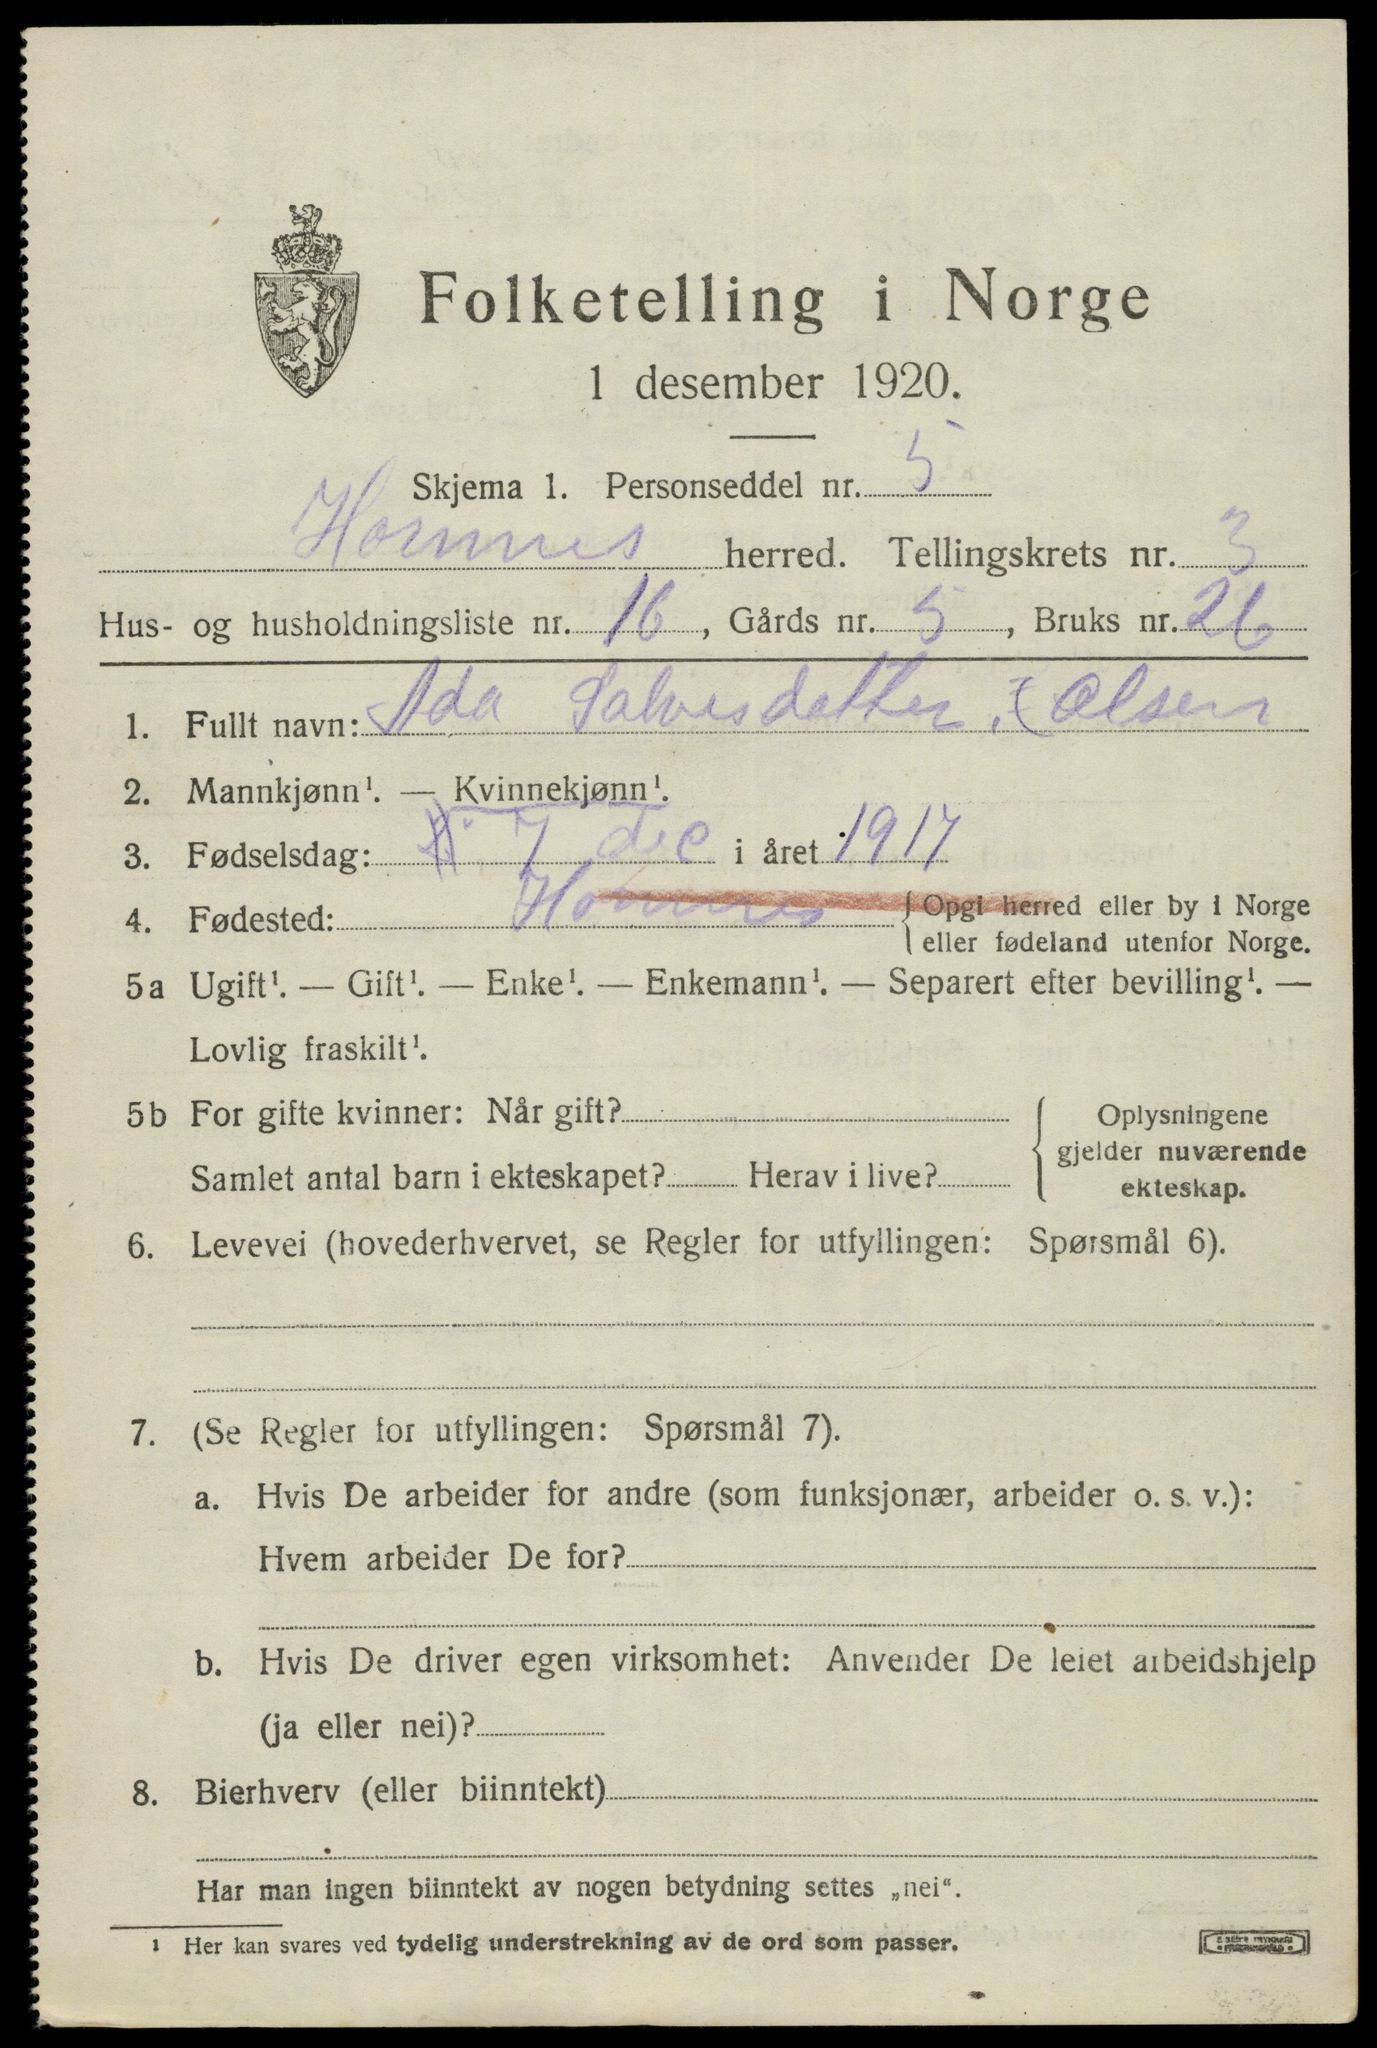 Folketelling i Norge
1 desember 1920.
Skjema 1. Personseddel nr. 5
Hornnes herred. Tellingskrets nr. 3
Hus- og husholdningsliste nr. 16, Gårds nr. 5, Bruks nr. 26
1. Fullt navn: Ada Salvesdatter. (Olsen
2. Mannkjønn¹. — Kvinnekjønn¹.
3. Fødselsdag: 7 dec. i året 1917
4. Fødested: Hornnes { Opgi herred eller by i Norge
eller fødeland utenfor Norge.
5a Ugift¹. — Gift¹. — Enke¹. — Enkemann¹. — Separert efter bevilling¹. —
Lovlig fraskilt¹.
5b For gifte kvinner: Når gift?
Samlet antal barn i ekteskapet? Herav i live?
Oplysningene
gjelder nuværende
ekteskap.
6. Levevei (hovederhvervet, se Regler for utfyllingen: Spørsmål 6).
7. (Se Regler for utfyllingen: Spørsmål 7).
a. Hvis De arbeider for andre (som funksjonær, arbeider o. s. v.):
Hvem arbeider De for?
b. Hvis De driver egen virksomhet: Anvender De leiet arbeidshjelp
(ja eller nei)?
8. Bierhverv (eller biinntekt)
Har man ingen biinntekt av nogen betydning settes „nei“.
¹ Her kan svares ved tydelig understrekning av de ord som passer.